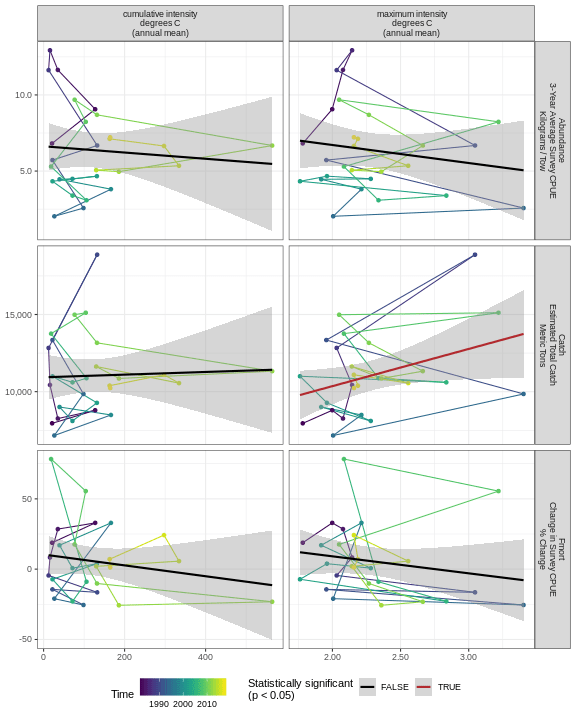 cumulative intensity
degrees C
(annual mean)
maximum intensity
degrees C
(annual mean)
10.0
5.0
Abundance
3-Year Average Survey CPUE
Kilograms / Tow
15,000
10,000
Catch
Estimated Total Catch
Metric Tons
50
0
-50
Fmort
Change in Survey CPUE
% Change
0 200 400
2.00 2.50 3.00
Time
1990 2000 2010
Statistically significant
(p < 0.05)
FALSE TRUE